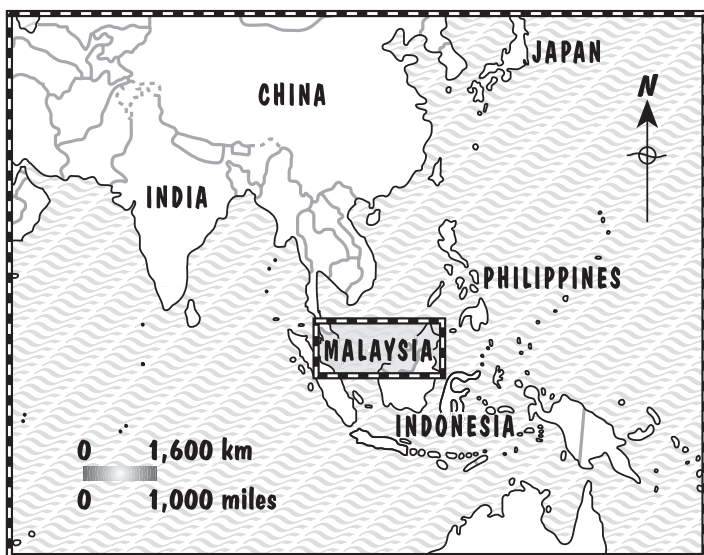 JAPAN
N
CHINA
INDIA
PHILIPPINES
MALAYSIA
INDONESIA
0 1,600 km
0 1,000 miles